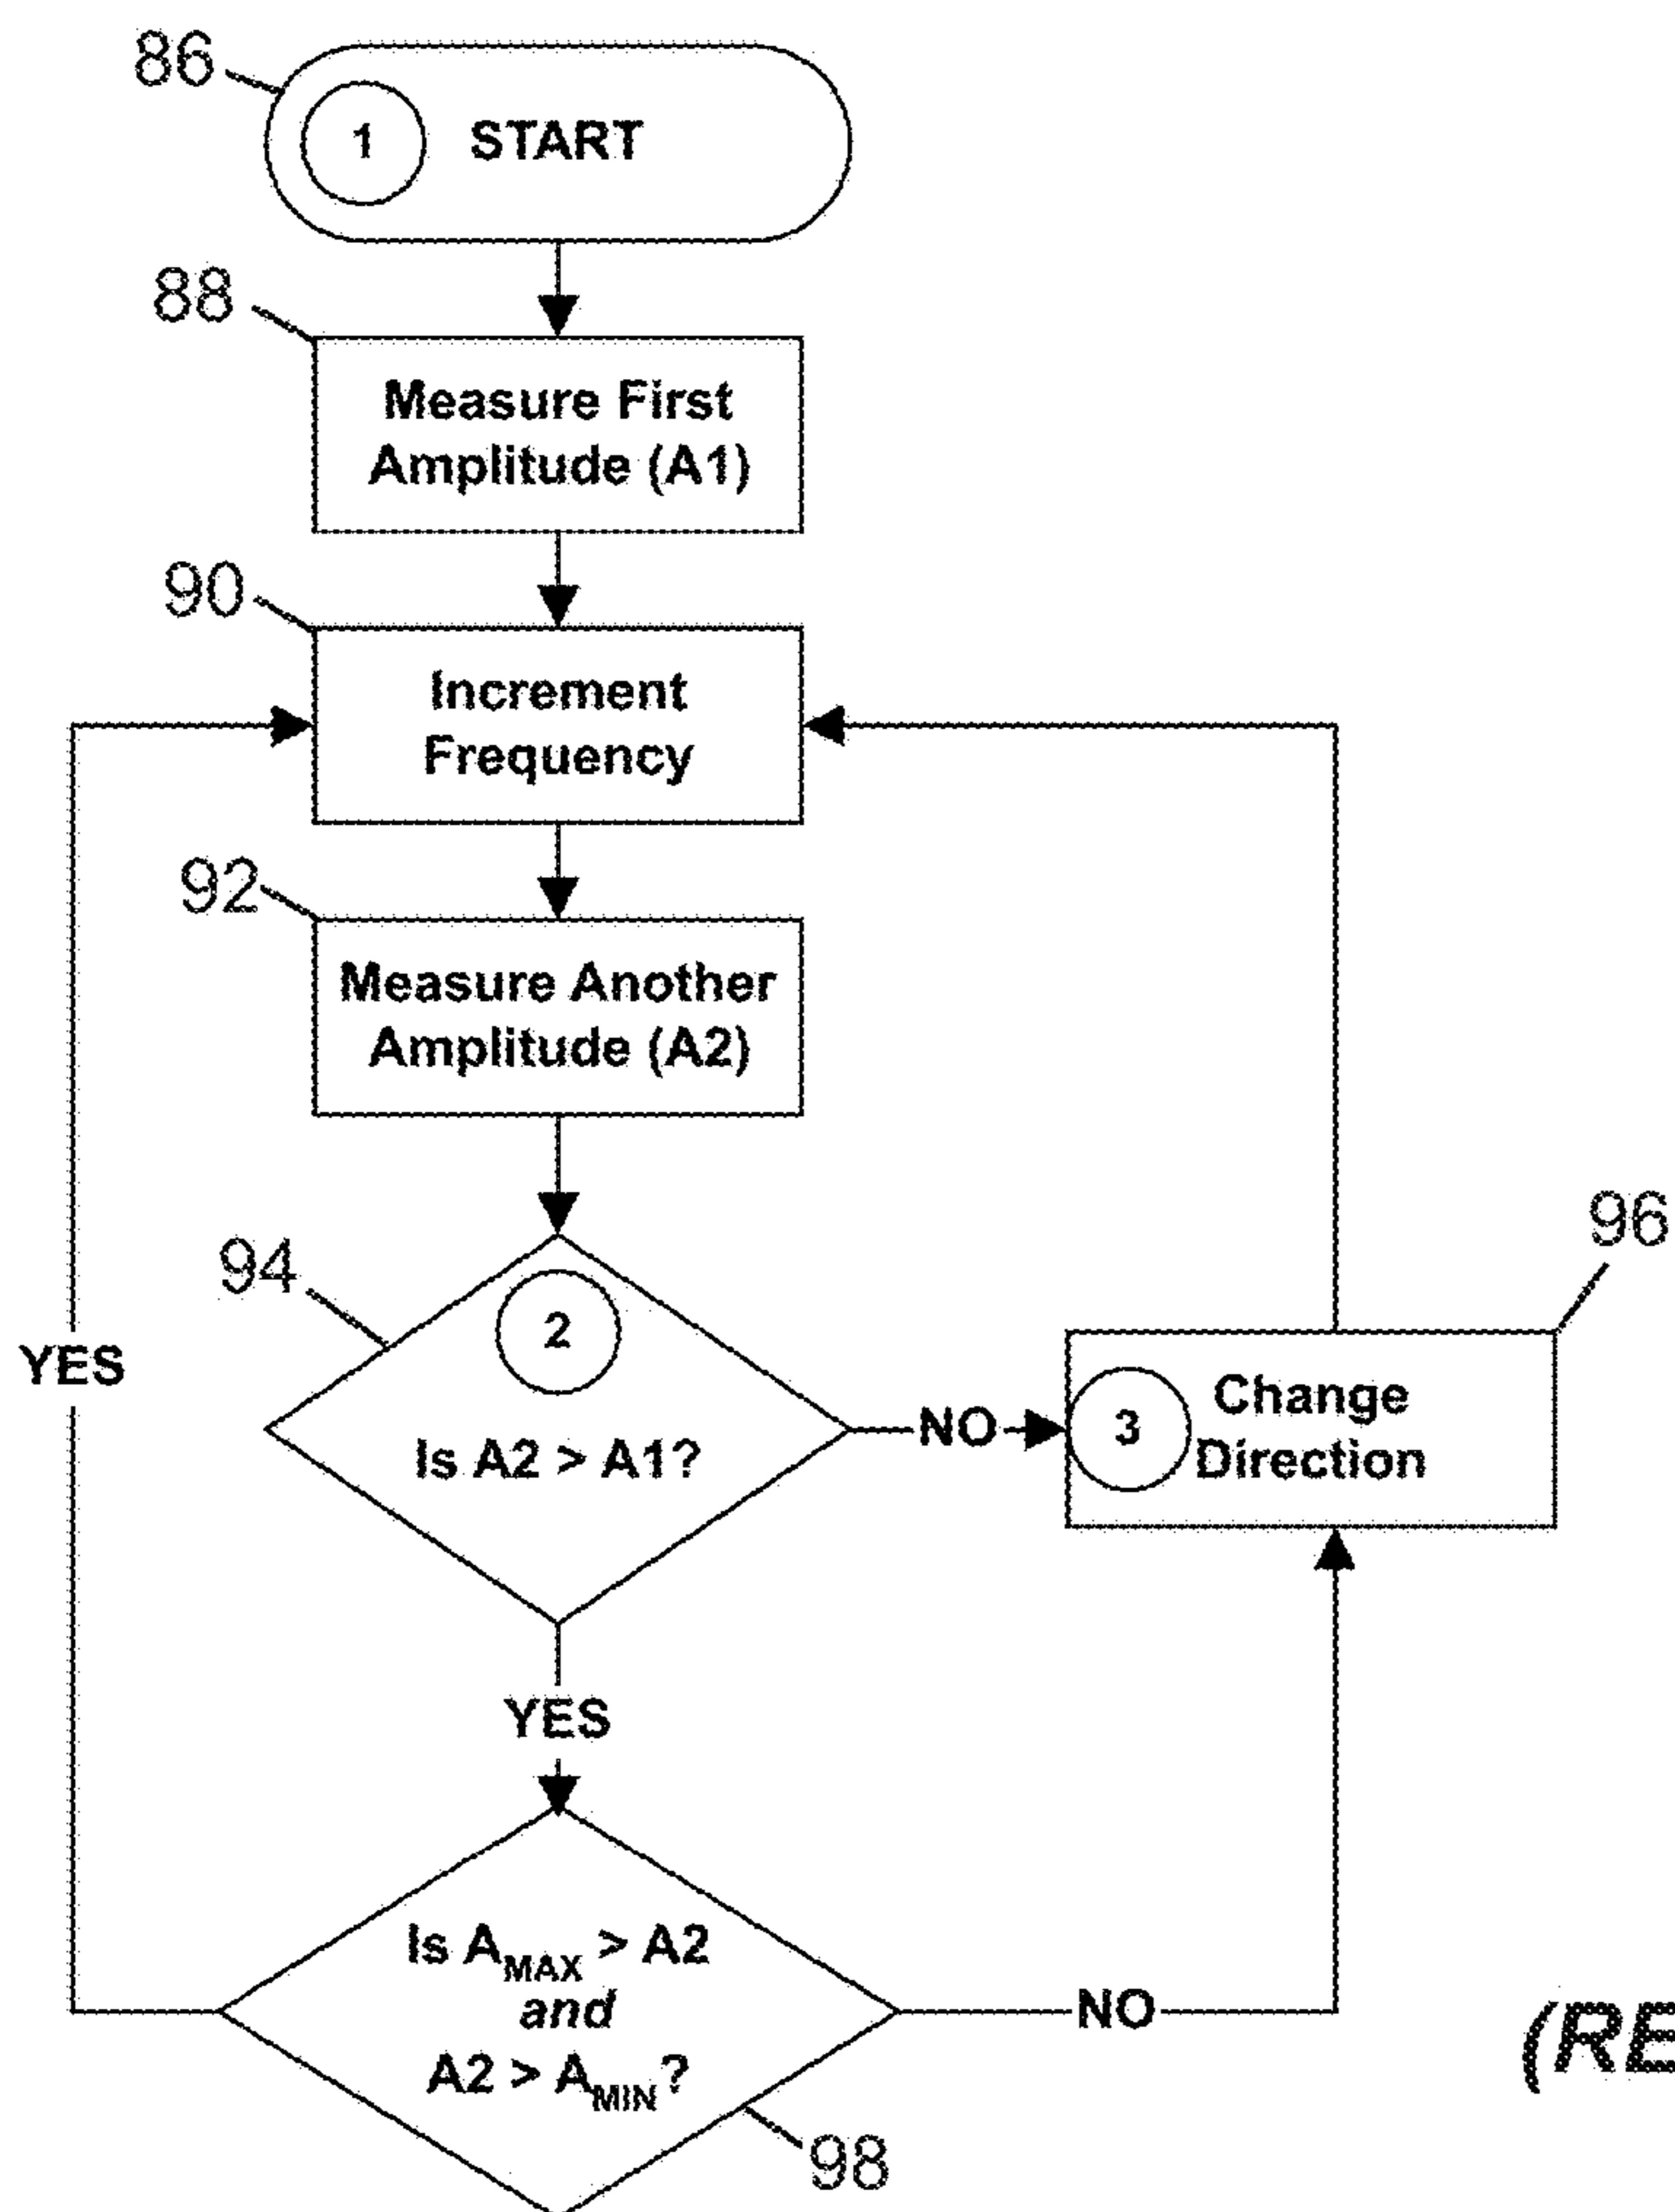 86
1 START
88
Measure First
Amplitude (A1)
90
Increment
Frequency
92
Measure Another
Amplitude (A2)
94
2
Is A2 > A1?
YES
NO
96
3
Change
Direction
YES
Is AMAX > A2
and
A2 > AMIN?
NO
98
(RE